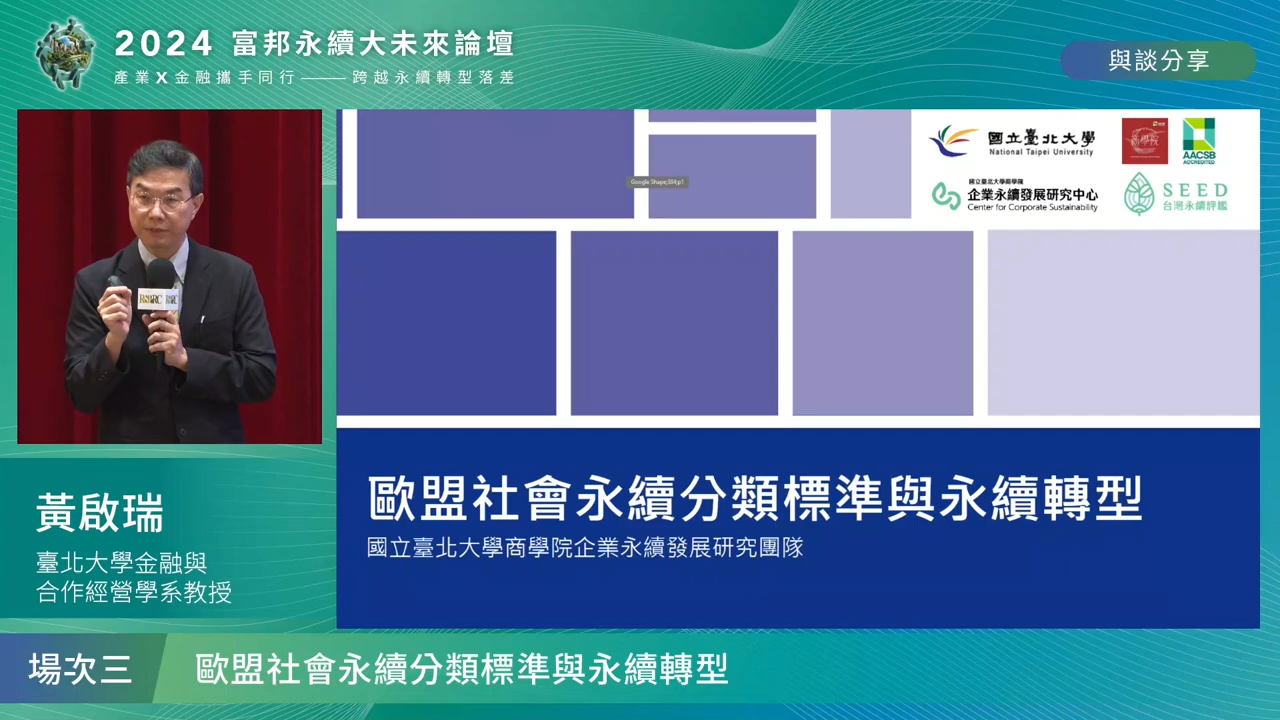 2024 富邦永續大未來論壇
產業X金融攜手同行——跨越永續轉型落差
與談分享
國立臺北大學
National Taipei University
商學院
AACSB
ACCREDITED
國立臺北大學商學院
企業永續發展研究中心
Center for Corporate Sustainability
SEED
台灣永續評鑑
Google Shape;884;p1
歐盟社會永續分類標準與永續轉型
國立臺北大學商學院企業永續發展研究團隊
黃啟瑞
臺北大學金融與
合作經營學系教授
場次三
歐盟社會永續分類標準與永續轉型